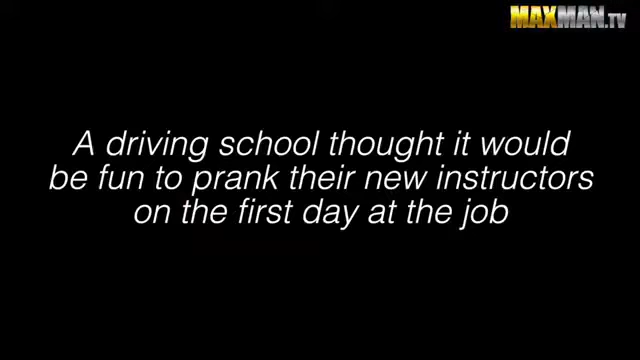 MAXMAN.TV
A driving school thought it would
be fun to prank their new instructors
on the first day at the job